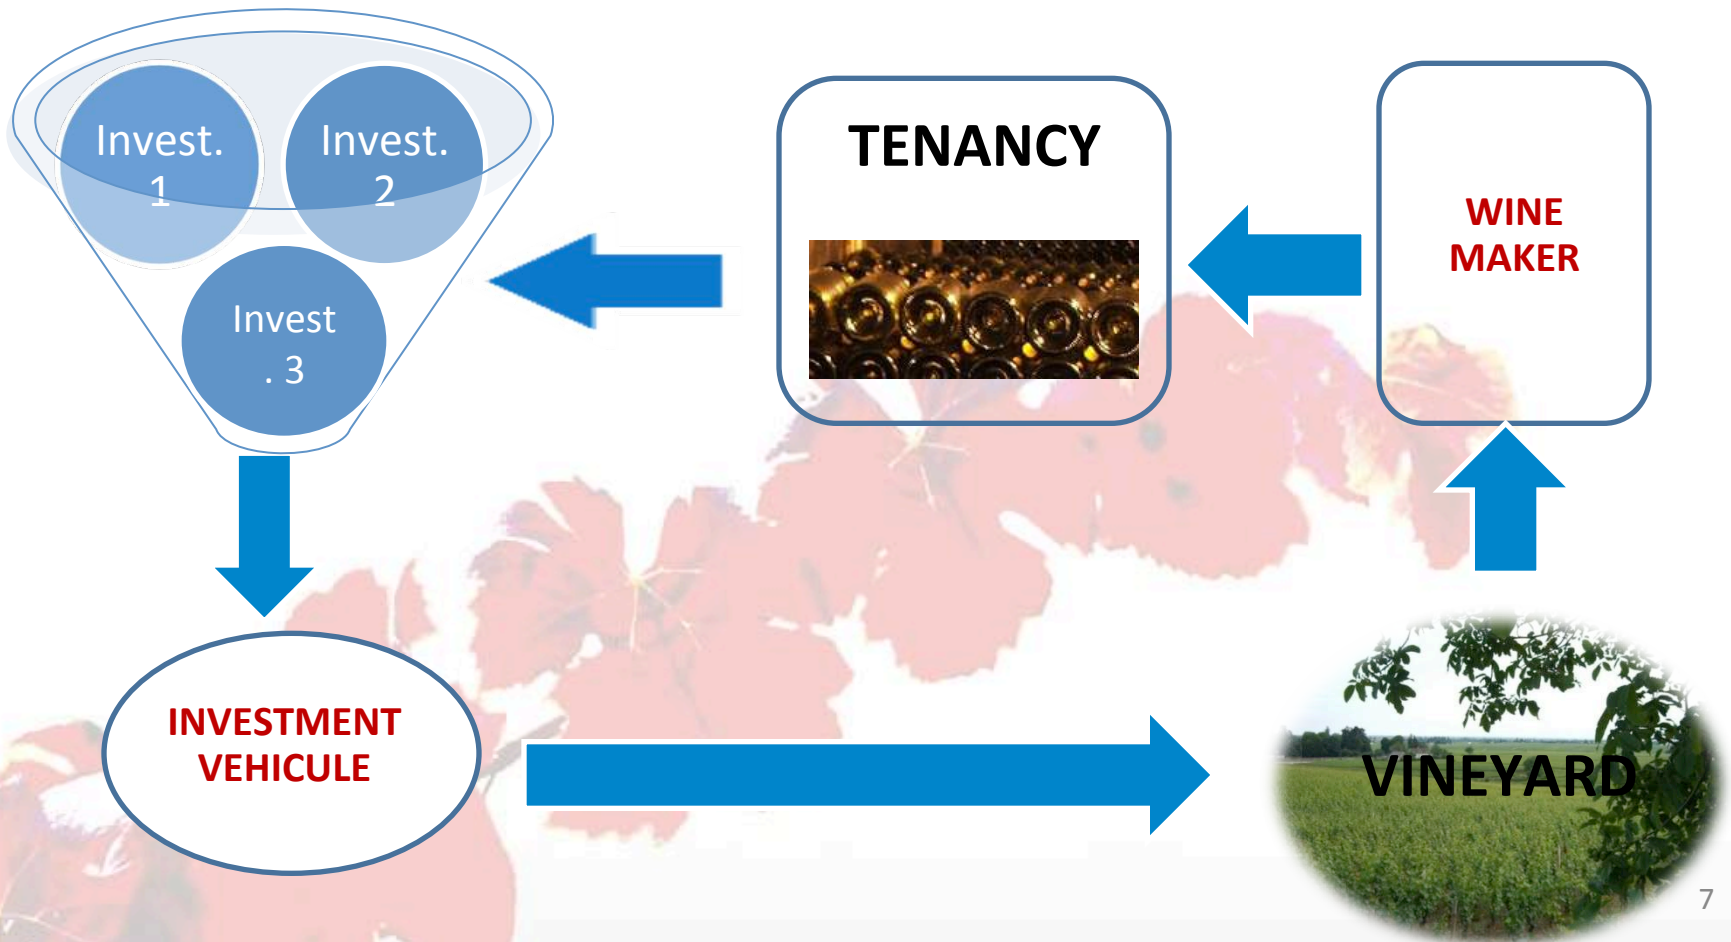 Invest.
1
Invest.
2
Invest
. 3
TENANCY
WINE
MAKER
INVESTMENT
VEHICULE
VINEYARD
7